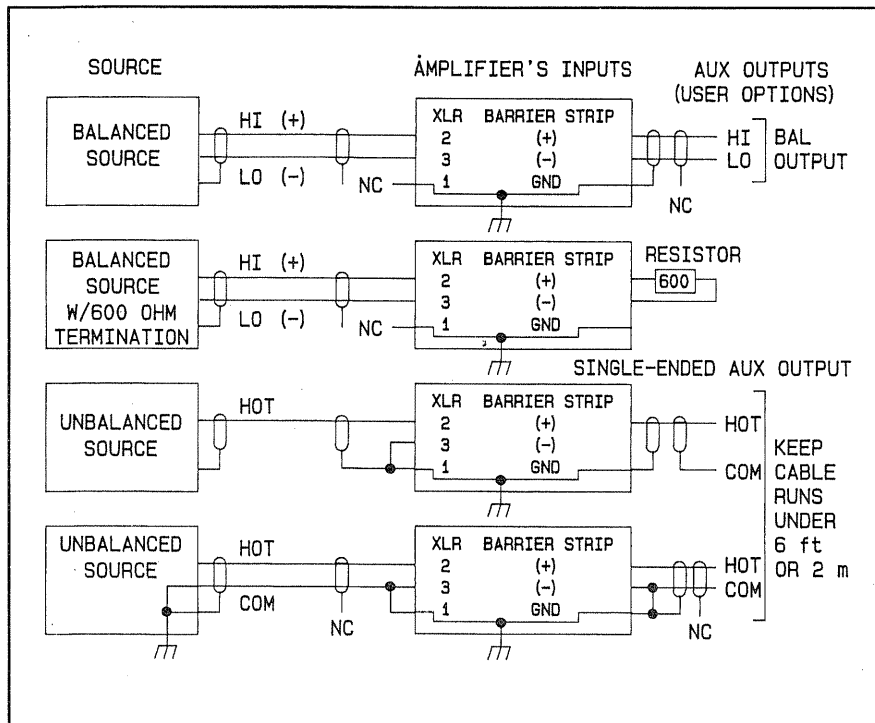 SOURCE
AMPLIFIER'S INPUTS
AUX OUTPUTS
(USER OPTIONS)
BALANCED
SOURCE
HI (+)
LO (-)
NC
XLR BARRIER STRIP
2 (+)
3 (-)
1 GND
HI
LO
BAL
OUTPUT
NC
BALANCED
SOURCE
W/600 OHM
TERMINATION
HI (+)
LO (-)
NC
XLR BARRIER STRIP
2 (+)
3 (-)
1 GND
RESISTOR
600
SINGLE-ENDED AUX OUTPUT
UNBALANCED
SOURCE
HOT
XLR BARRIER STRIP
2 (+)
3 (-)
1 GND
HOT
COM
UNBALANCED
SOURCE
HOT
COM
NC
XLR BARRIER STRIP
2 (+)
3 (-)
1 GND
HOT
COM
NC
KEEP
CABLE
RUNS
UNDER
6 ft
OR 2 m